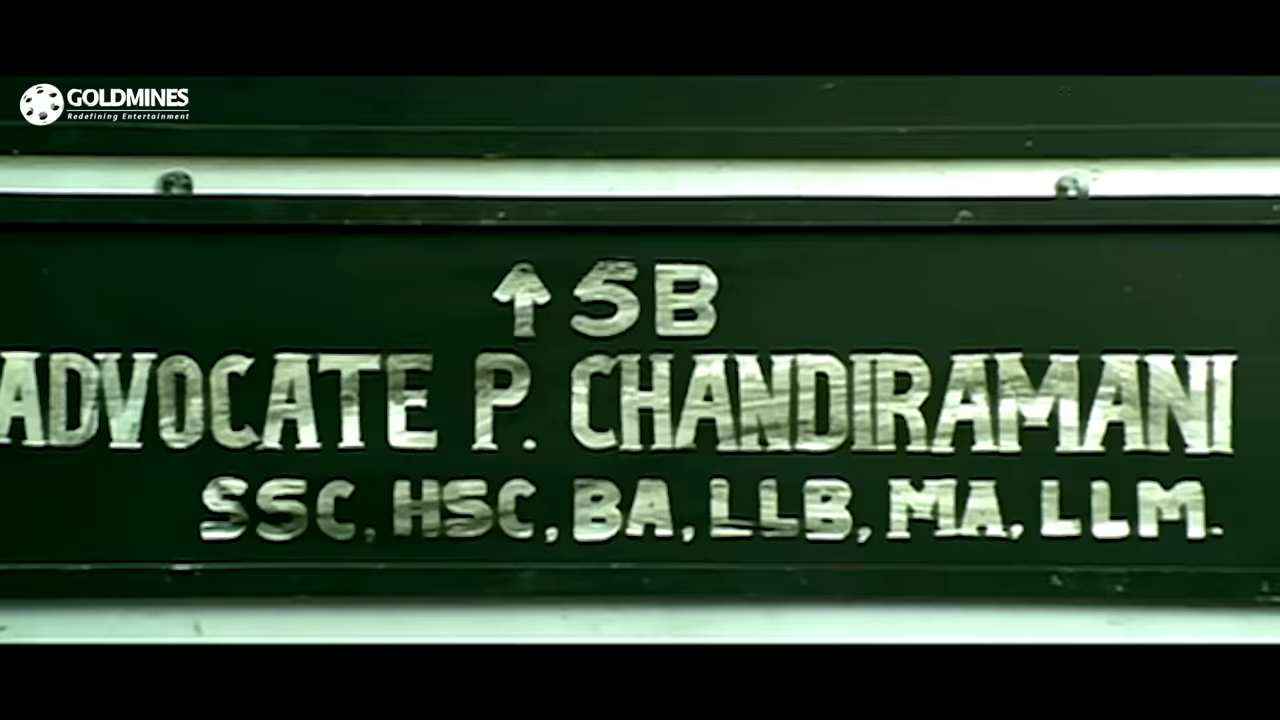 GOLDMINES
Redefining Entertainment
↑ 5B
ADVOCATE P. CHANDIRAMANI
SSC, HSC, BA, LLB, MA, LLM.